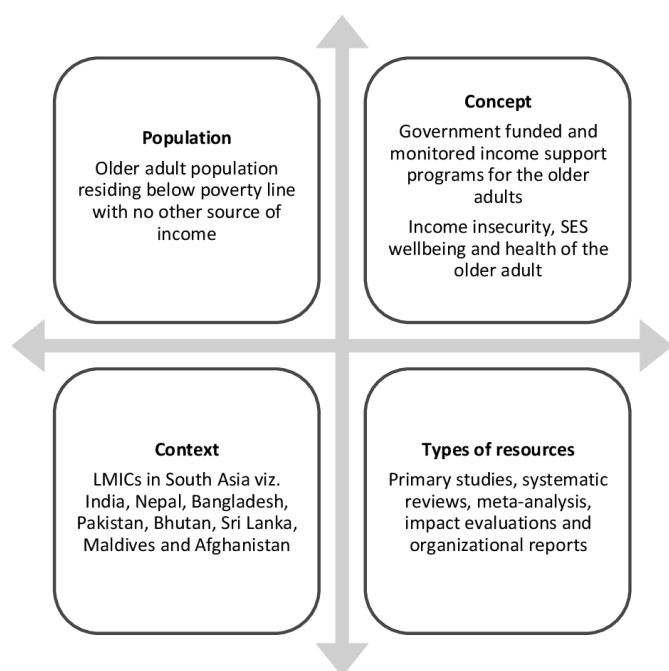 Population
Older adult population
residing below poverty line
with no other source of
income
Concept
Government funded and
monitored income support
programs for the older
adults
Income insecurity, SES
wellbeing and health of the
older adult
Context
LMICs in South Asia viz.
India, Nepal, Bangladesh,
Pakistan, Bhutan, Sri Lanka,
Maldives and Afghanistan
Types of resources
Primary studies, systematic
reviews, meta-analysis,
impact evaluations and
organizational reports